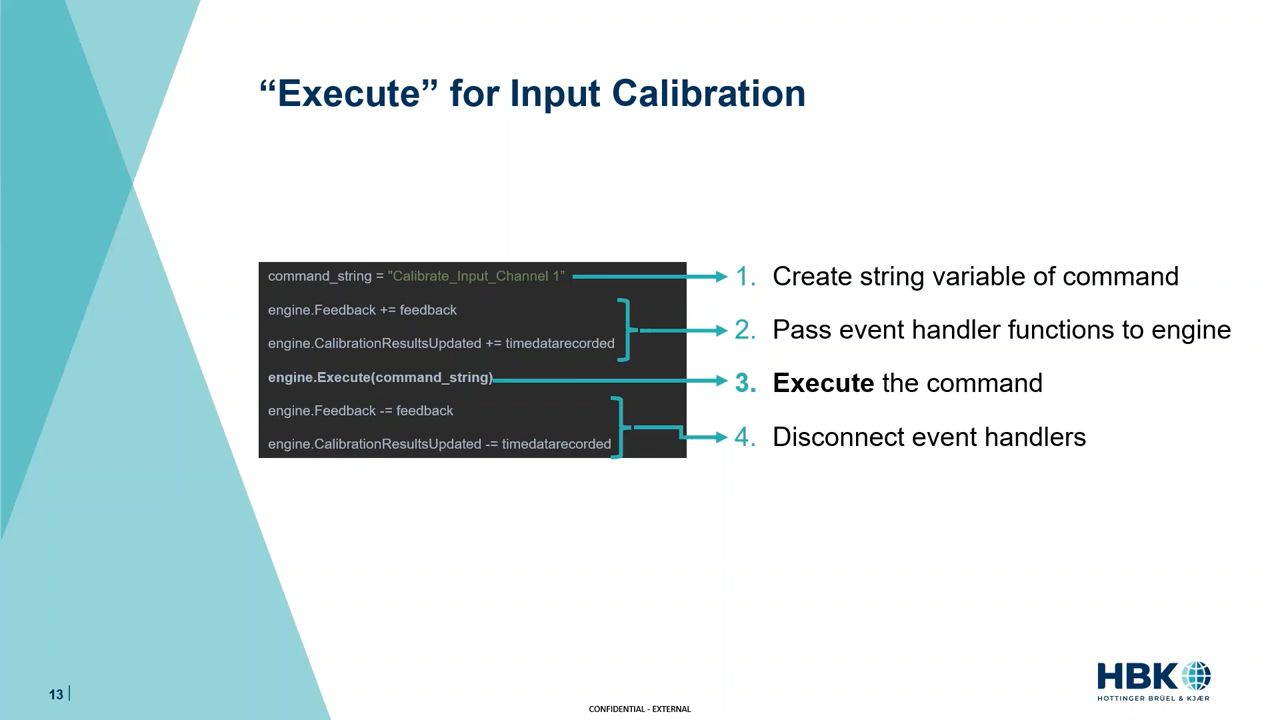 “Execute” for Input Calibration
command_string = "Calibrate_Input_Channel 1”
engine.Feedback += feedback
engine.CalibrationResultsUpdated += timedatarecorded
engine.Execute(command_string)
engine.Feedback -= feedback
engine.CalibrationResultsUpdated -= timedatarecorded
1. Create string variable of command
2. Pass event handler functions to engine
3. Execute the command
4. Disconnect event handlers
13
CONFIDENTIAL - EXTERNAL
HBK
HOTTINGER BRÜEL & KJÆR